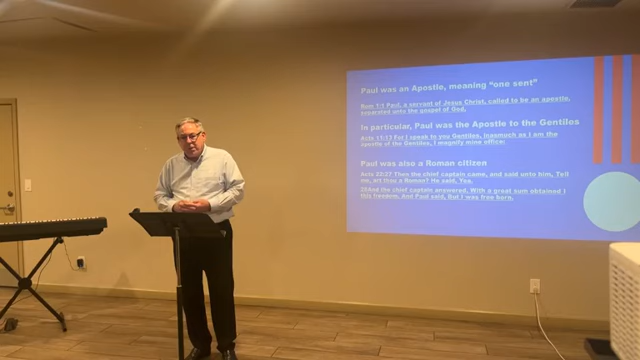 Paul was an Apostle, meaning “one sent”
Rom 1:1 Paul, a servant of Jesus Christ, called to be an apostle,
separated unto the gospel of God.
In particular, Paul was the Apostle to the Gentiles
Acts 11:13 For I speak to you Gentiles, inasmuch as I am the
apostle of the Gentiles, I magnify mine office:
Paul was also a Roman citizen
Acts 22:27 Then the chief captain came, and said unto him, Tell
me, art thou a Roman? He said, Yea.
28And the chief captain answered, With a great sum obtained I
this freedom. And Paul said, But I was free born.